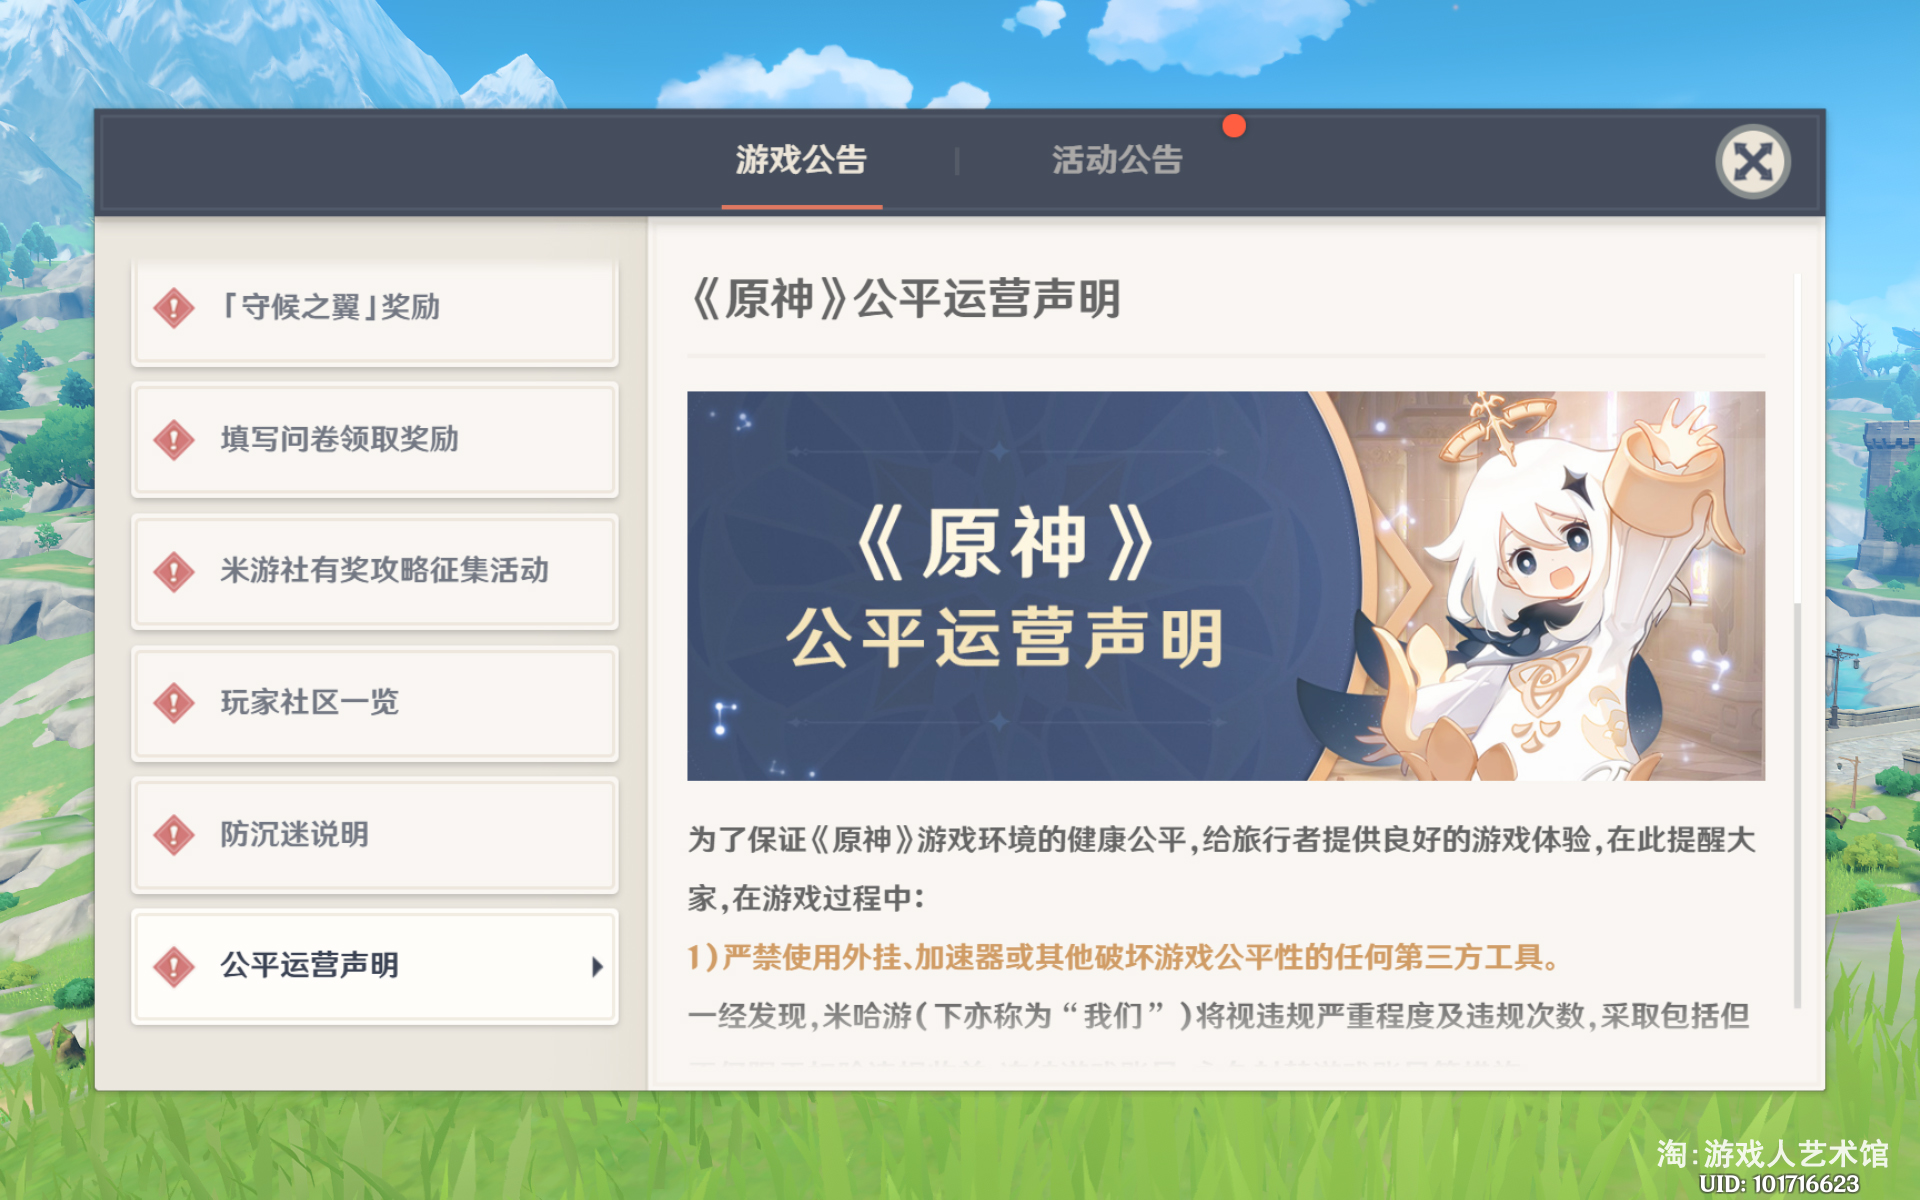 游戏公告
活动公告
「守候之翼」奖励
填写问卷领取奖励
米游社有奖攻略征集活动
玩家社区一览
防沉迷说明
公平运营声明
《原神》公平运营声明
《原神》
公平运营声明
为了保证《原神》游戏环境的健康公平,给旅行者提供良好的游戏体验,在此提醒大
家,在游戏过程中:
1)严禁使用外挂、加速器或其他破坏游戏公平性的任何第三方工具。
一经发现,米哈游(下亦称为“我们”)将视违规严重程度及违规次数,采取包括但
淘:游戏人艺术馆
UID: 101716623